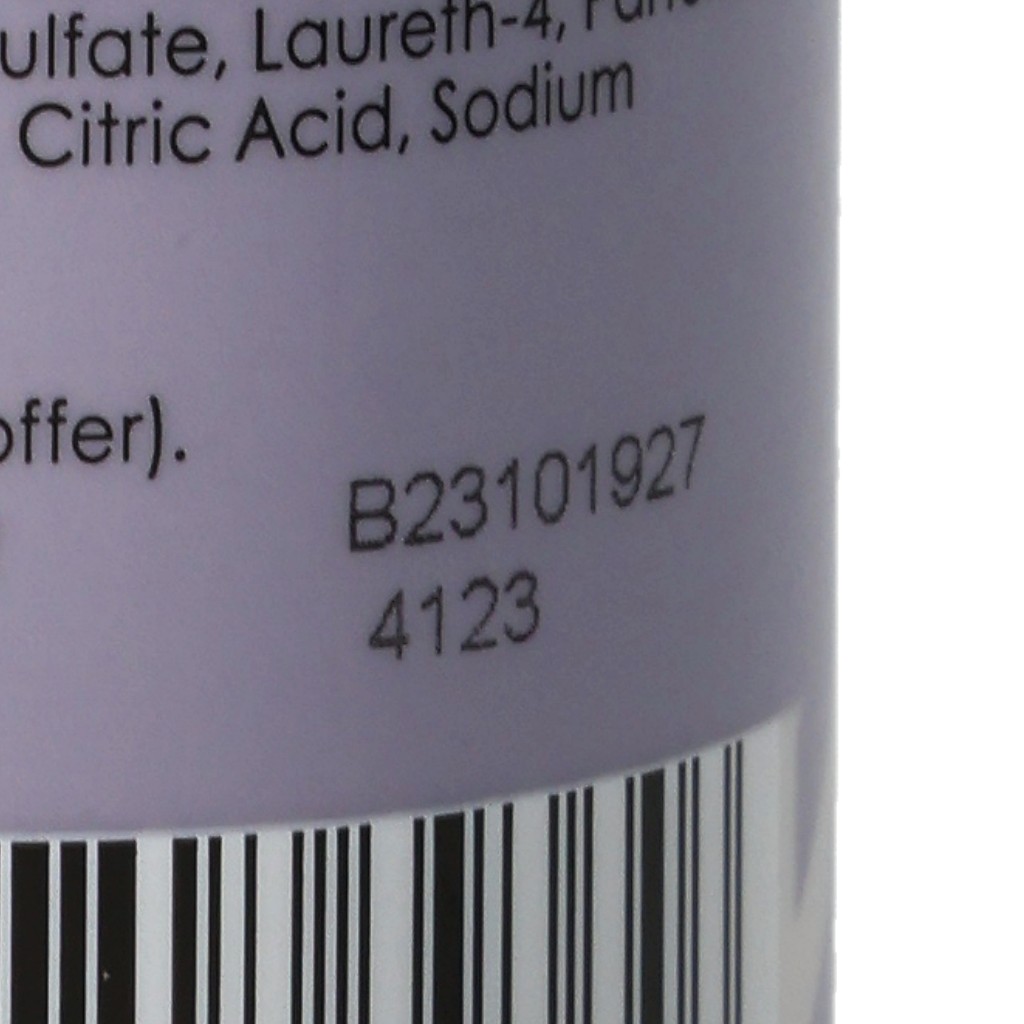 ulfate, Laureth-4,
Citric Acid, Sodium
offer).
B23101927
4123